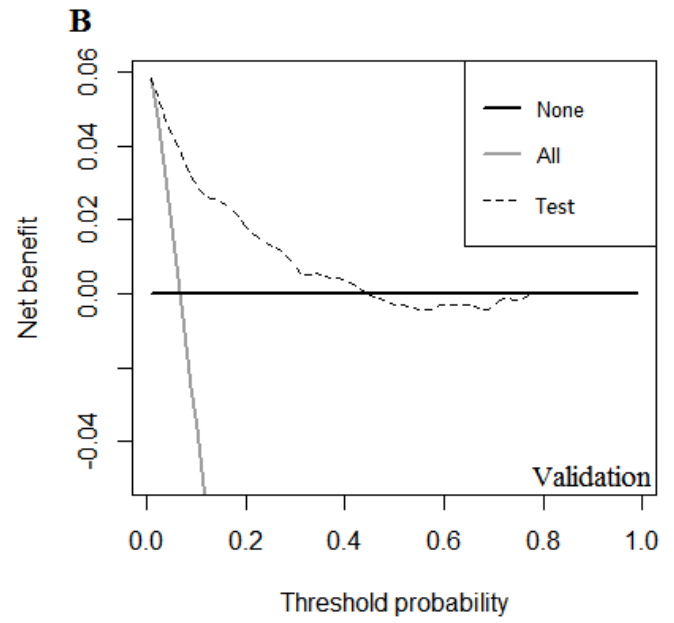 B
0.06
0.04
0.02
0.00
-0.04
Net benefit
None
All
Test
Validation
0.0 0.2 0.4 0.6 0.8 1.0
Threshold probability